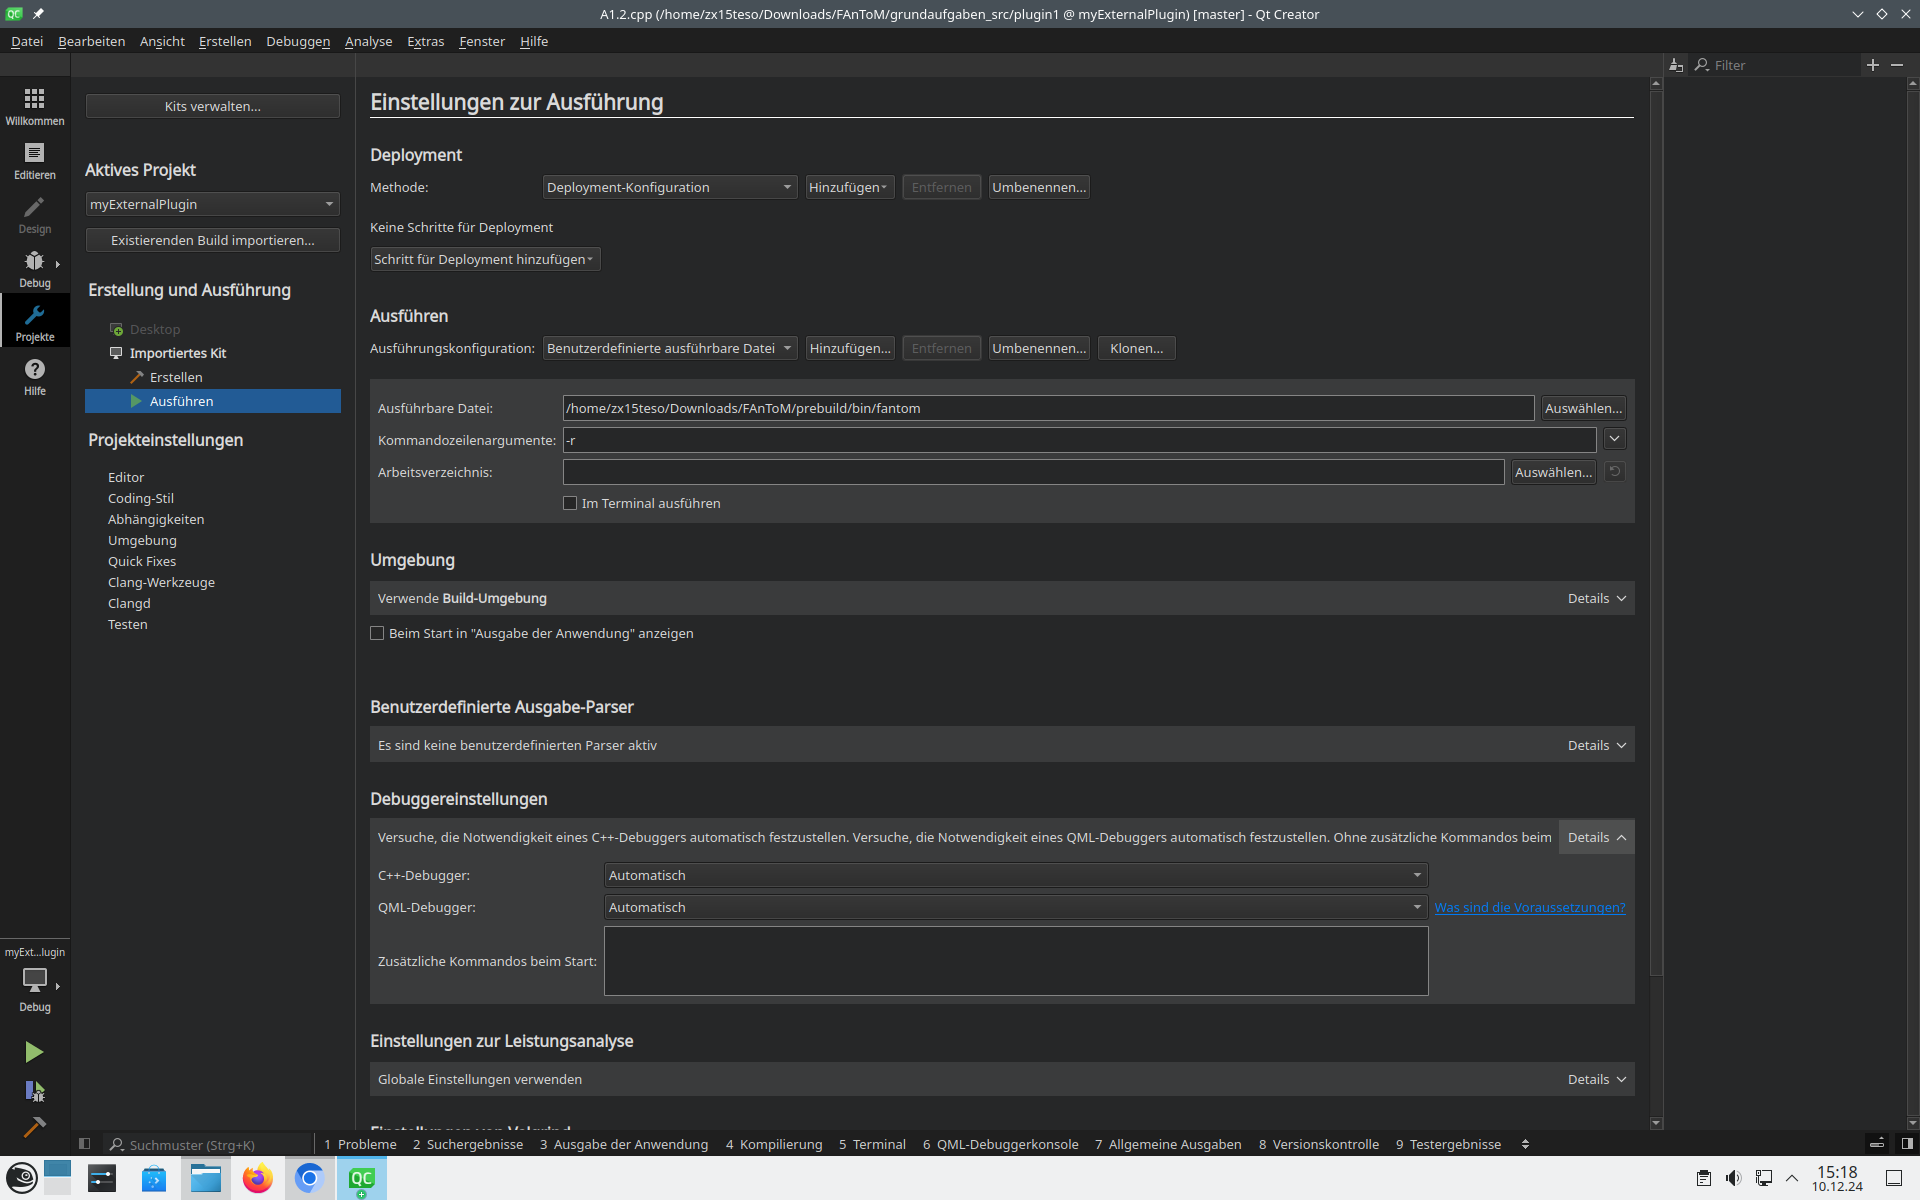 A1.2.cpp (/home/zx15teso/Downloads/FAnToM/grundaufgaben_src/plugin1 @ myExternalPlugin) [master] - Qt Creator
Datei Bearbeiten Ansicht Erstellen Debuggen Analyse Extras Fenster Hilfe
Filter
Willkommen
Editieren
Design
Debug
Projekte
Hilfe
Kits verwalten...
Aktives Projekt
myExternalPlugin
Existierenden Build importieren...
Erstellung und Ausführung
Desktop
Importiertes Kit
Erstellen
Ausführen
Projekteinstellungen
Editor
Coding-Stil
Abhängigkeiten
Umgebung
Quick Fixes
Clang-Werkzeuge
Clangd
Testen
Einstellungen zur Ausführung
Deployment
Methode: Deployment-Konfiguration Hinzufügen Entfernen Umbenennen...
Keine Schritte für Deployment
Schritt für Deployment hinzufügen
Ausführen
Ausführungskonfiguration: Benutzerdefinierte ausführbare Datei Hinzufügen... Entfernen Umbenennen... Klonen...
Ausführbare Datei: /home/zx15teso/Downloads/FAnToM/prebuild/bin/fantom Auswählen...
Kommandozeilenargumente: -r
Arbeitsverzeichnis: Auswählen...
Im Terminal ausführen
Umgebung
Verwende Build-Umgebung Details
Beim Start in "Ausgabe der Anwendung" anzeigen
Benutzerdefinierte Ausgabe-Parser
Es sind keine benutzerdefinierten Parser aktiv Details
Debuggereinstellungen
Versuche, die Notwendigkeit eines C++-Debuggers automatisch festzustellen. Versuche, die Notwendigkeit eines QML-Debuggers automatisch festzustellen. Ohne zusätzliche Kommandos beim Details
C++-Debugger: Automatisch
QML-Debugger: Automatisch Was sind die Voraussetzungen?
Zusätzliche Kommandos beim Start:
Einstellungen zur Leistungsanalyse
Globale Einstellungen verwenden Details
Einstellungen von Valgrind
myExt...lugin
Debug
Suchmuster (Strg+K) 1 Probleme 2 Suchergebnisse 3 Ausgabe der Anwendung 4 Kompilierung 5 Terminal 6 QML-Debuggerkonsole 7 Allgemeine Ausgaben 8 Versionskontrolle 9 Testergebnisse
QC
15:18
10.12.24